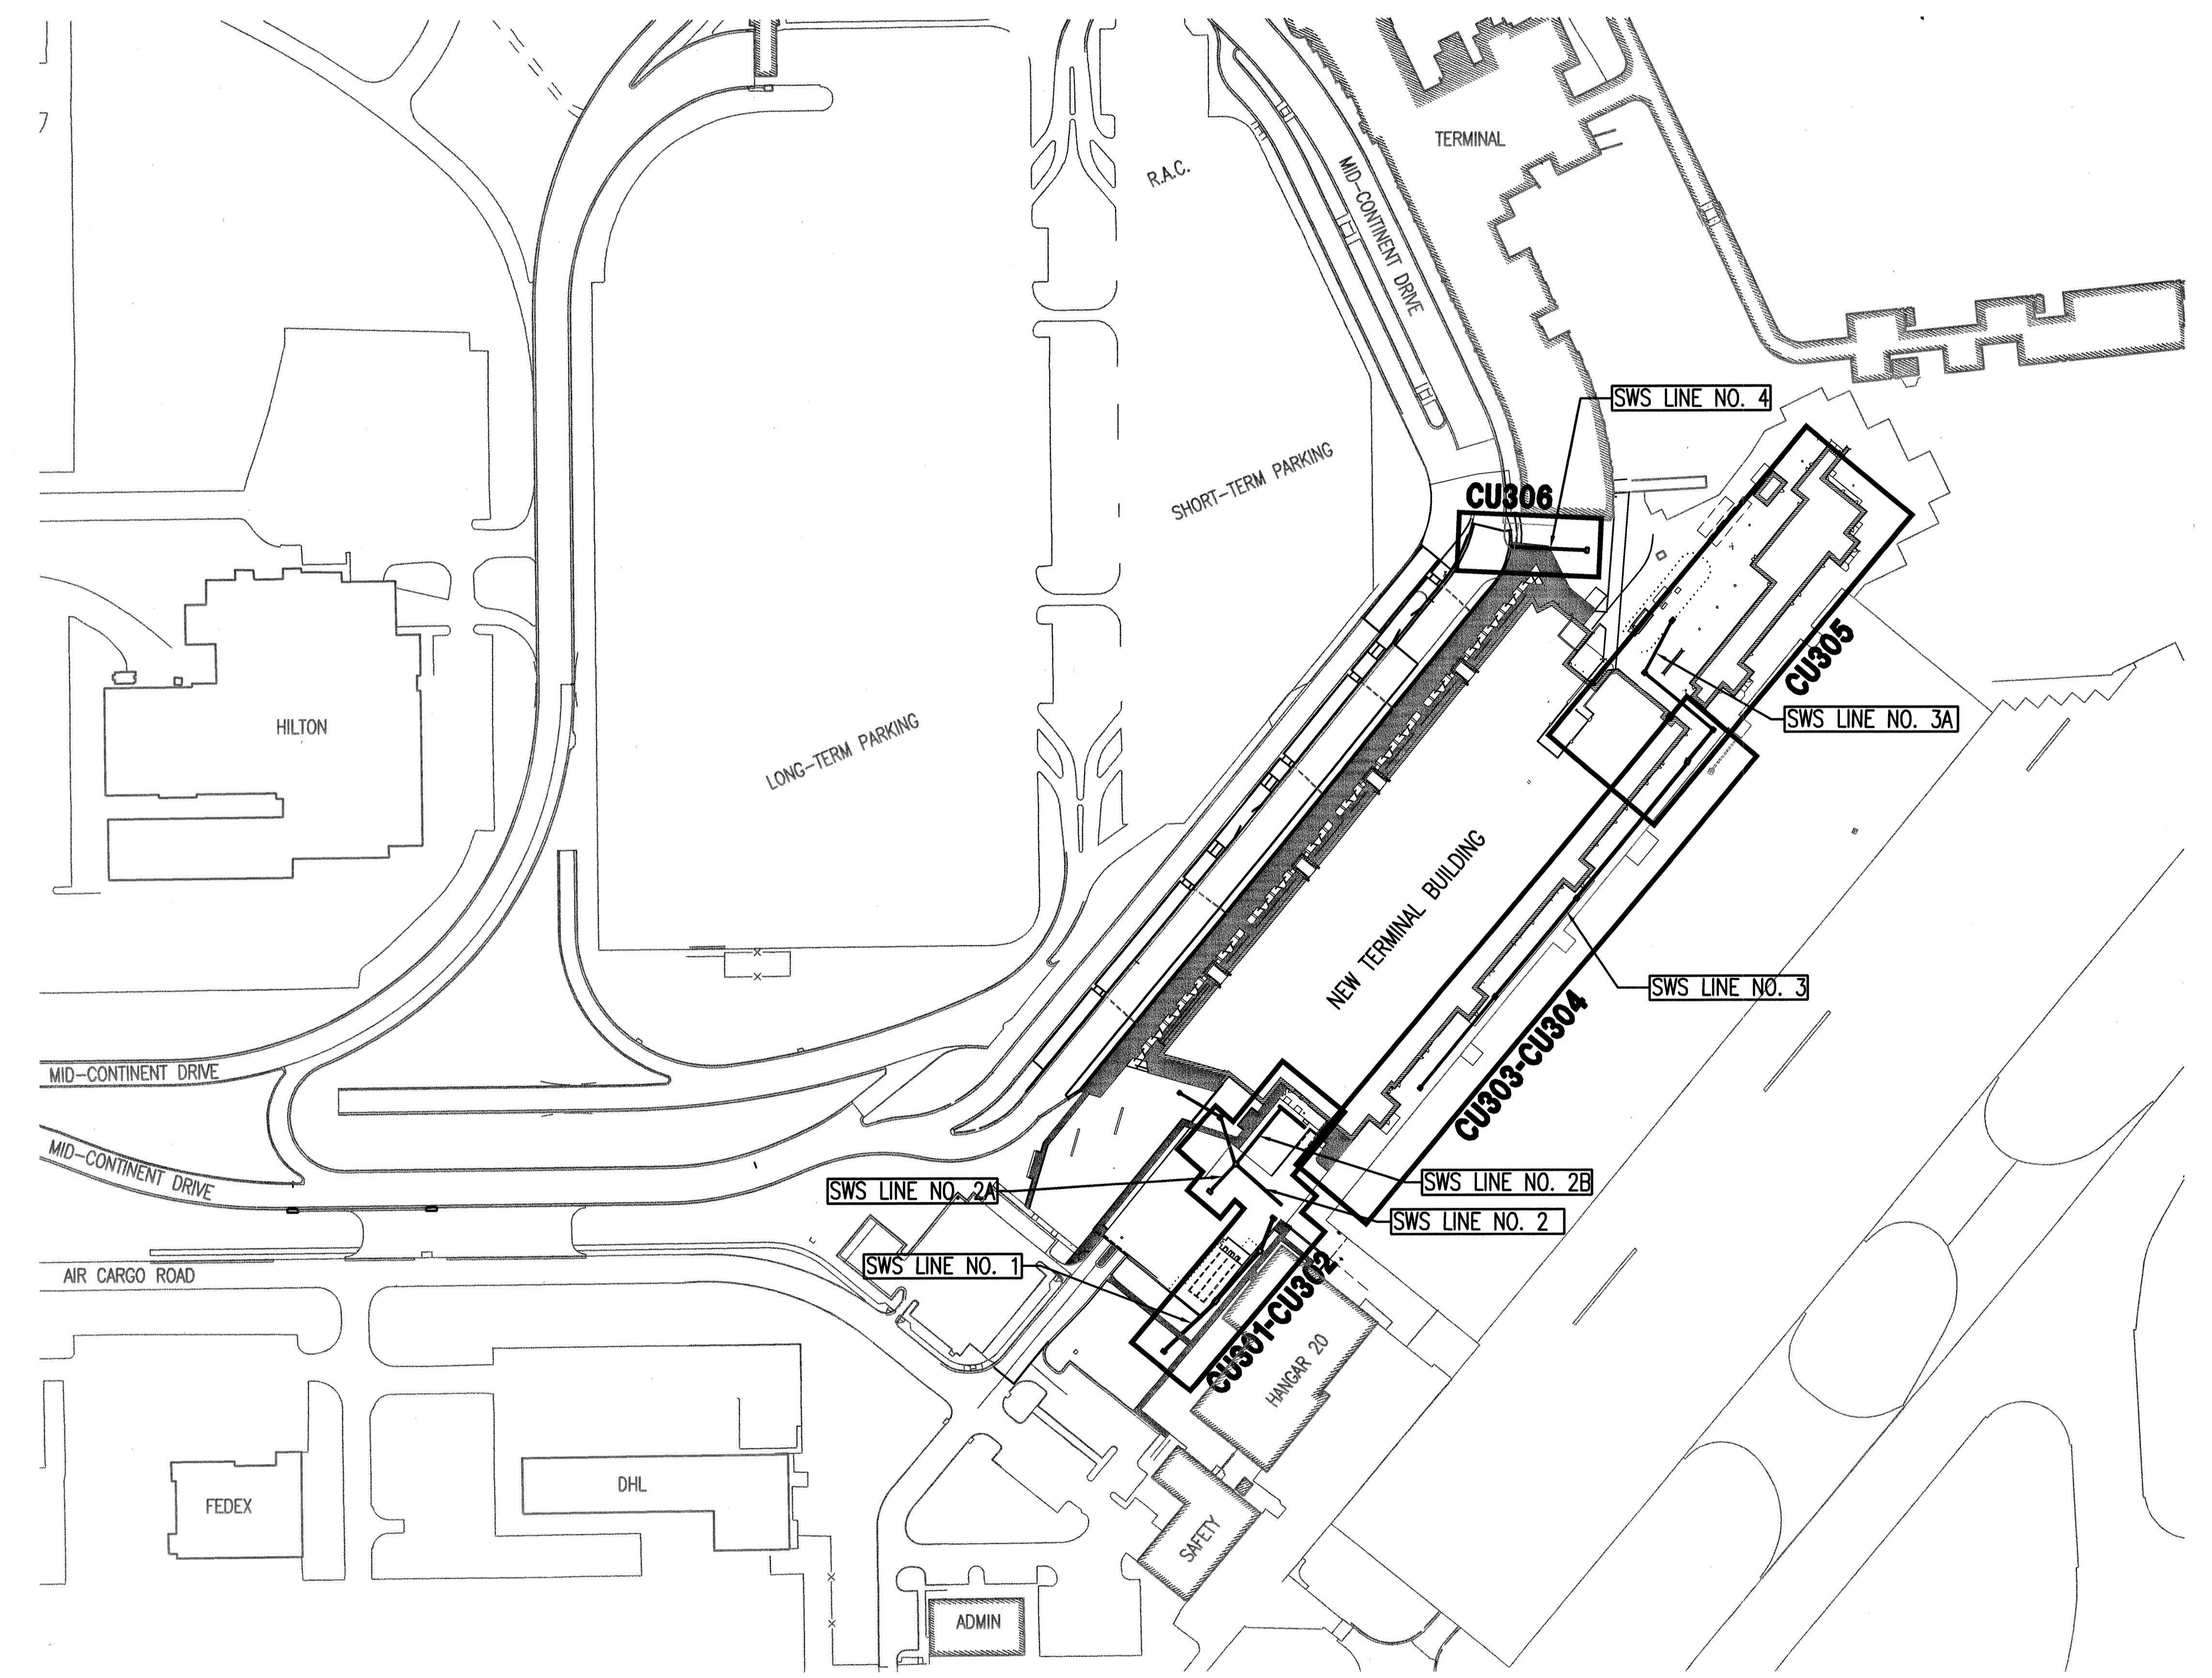 7
TERMINAL
R.A.C.
MID-CONTINENT DRIVE
SWS LINE NO. 4
SHORT-TERM PARKING
CU306
CU305
SWS LINE NO. 3A
HILTON
LONG-TERM PARKING
NEW TERMINAL BUILDING
SWS LINE NO. 3
CU303-CU304
MID-CONTINENT DRIVE
MID-CONTINENT DRIVE
SWS LINE NO. 2A
SWS LINE NO. 2B
SWS LINE NO. 2
SWS LINE NO. 1
AIR CARGO ROAD
CU301-CU302
HANGAR 20
DHL
FEDEX
SAFETY
ADMIN